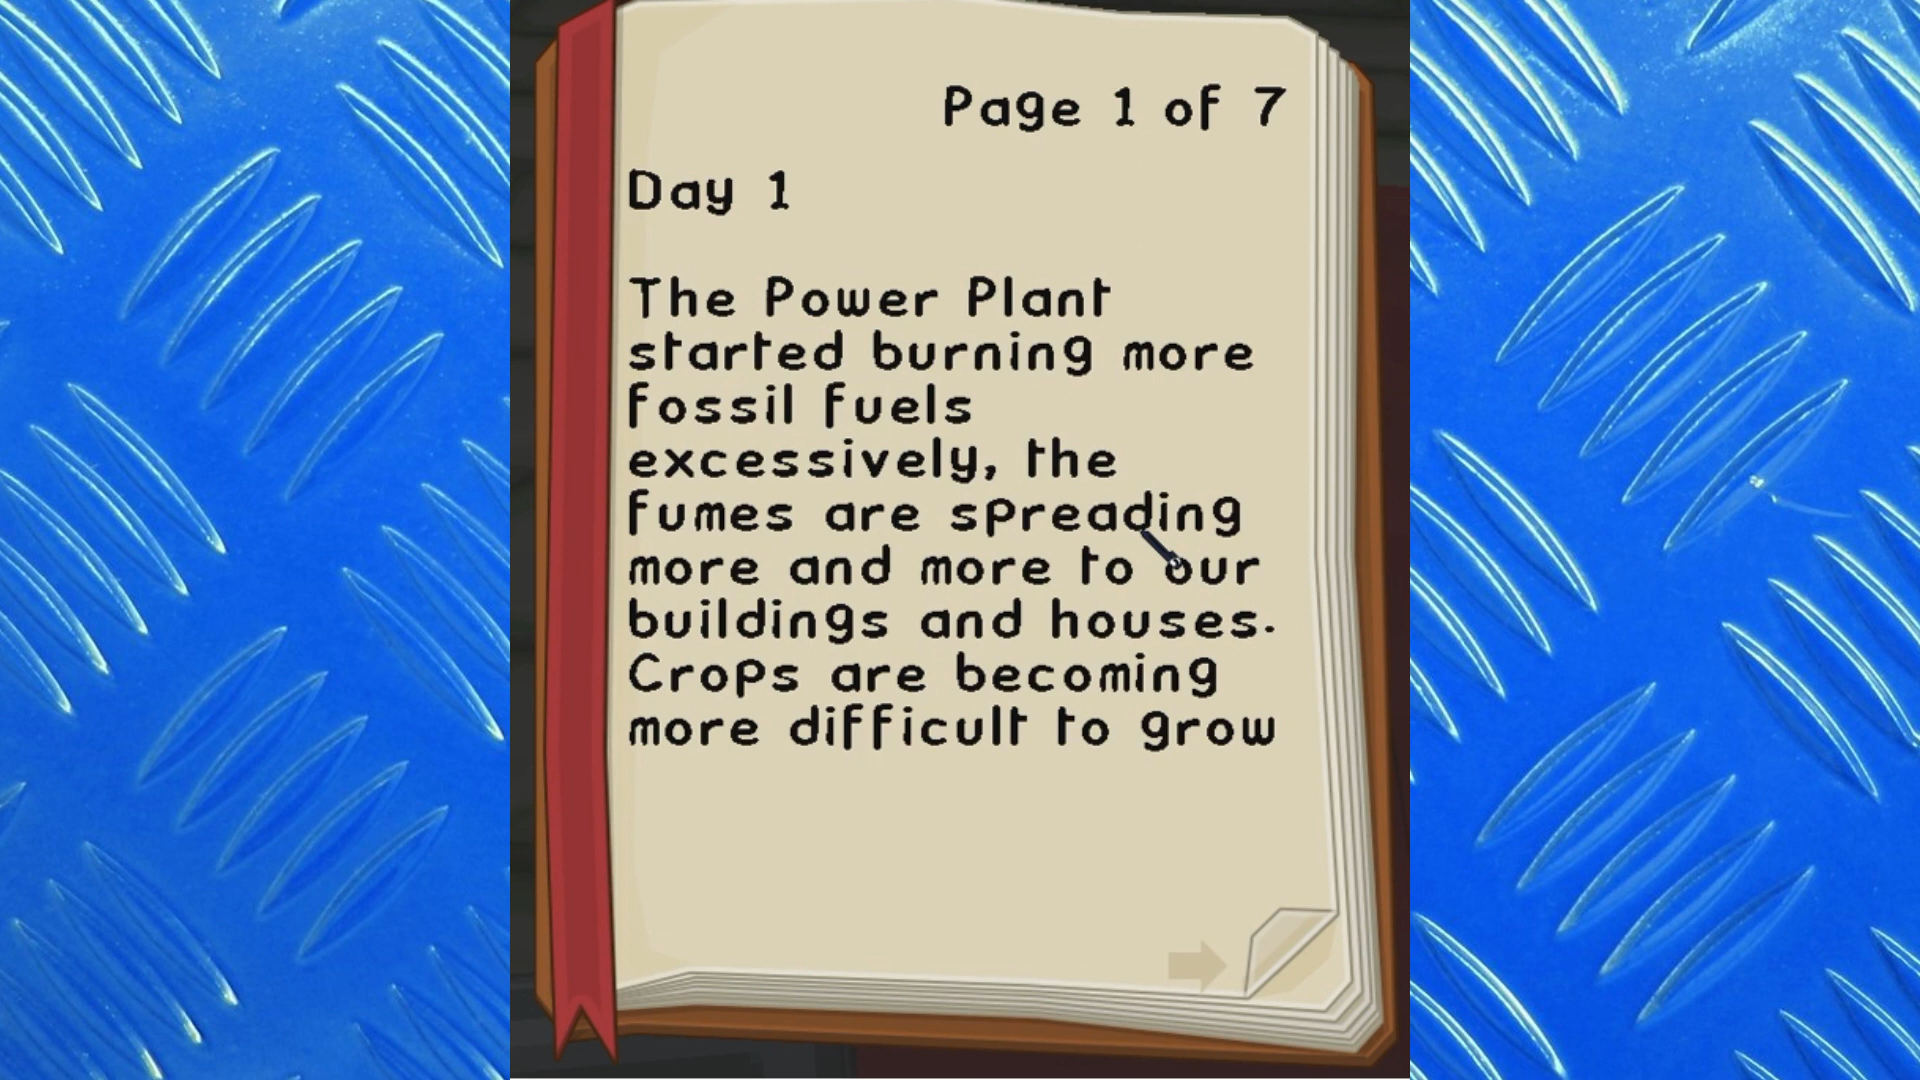 Page 1 of 7
Day 1
The Power Plant
started burning more
fossil fuels
excessively, the
fumes are spreading
more and more to our
buildings and houses.
Crops are becoming
more difficult to grow